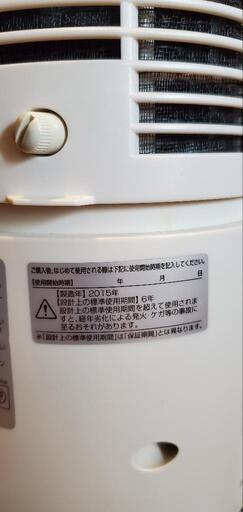 ご購入後、はじめて使用される際は下記に使用開始時期を記入してください。
【使用開始時期】 年 月 日
【製造年】2015年
【設計上の標準使用期間】6年
設計上の標準使用期間を超えて使用されますと、経年劣化による発火・ケガ等の事故に至るおそれがあります。
※「設計上の標準使用期間」は「保証期間」とは異なります。